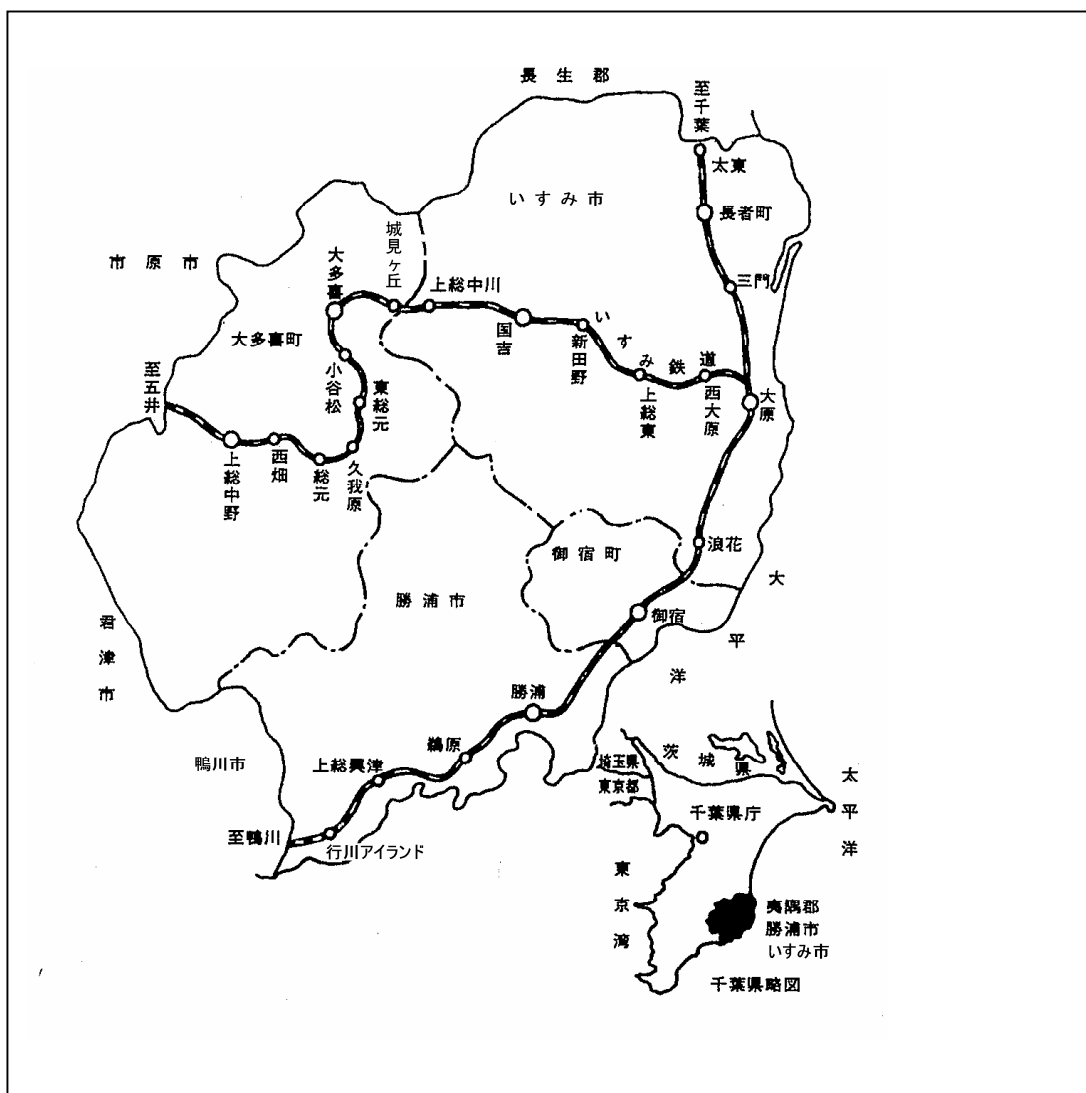 長生郡
至千葉
太東
いすみ市
長者町
城見ヶ丘
市原市
大多喜
上総中川
三門
国吉
新田野
いすみ鉄道
大多喜町
小谷松
東総元
上総東
西大原
大原
至五井
上総中野
西畑
総元
久我原
浪花
御宿町
大平洋
勝浦市
御宿
君津市
勝浦
鵜原
鴨川市
上総興津
至鴨川
行川アイランド
埼玉県
茨城県
東京都
太平洋
千葉県庁
東京湾
夷隅郡
勝浦市
いすみ市
千葉県略図